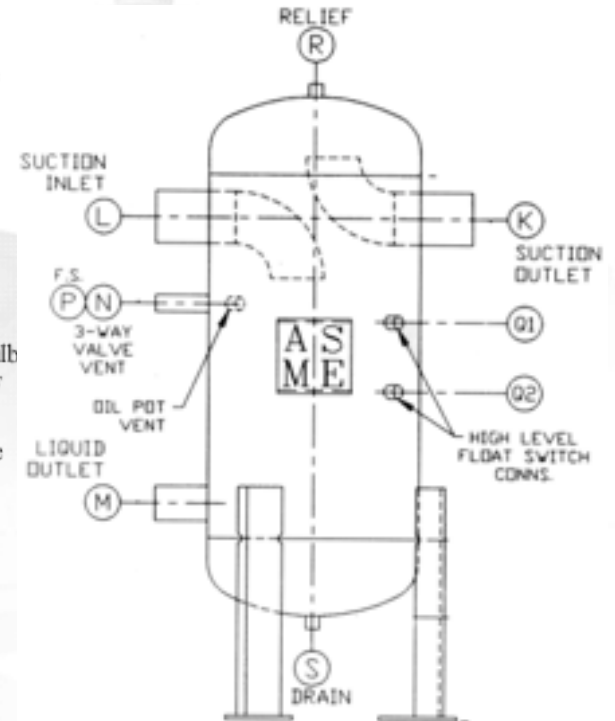 RELIEF
R
SUCTION
INLET
L
K
SUCTION
OUTLET
F.S.
P N
3-WAY
VALVE
VENT
Q1
A S
M E
OIL POT
VENT
Q2
HIGH LEVEL
FLOAT SWITCH
CONNS.
LIQUID
OUTLET
M
S
DRAIN
lb